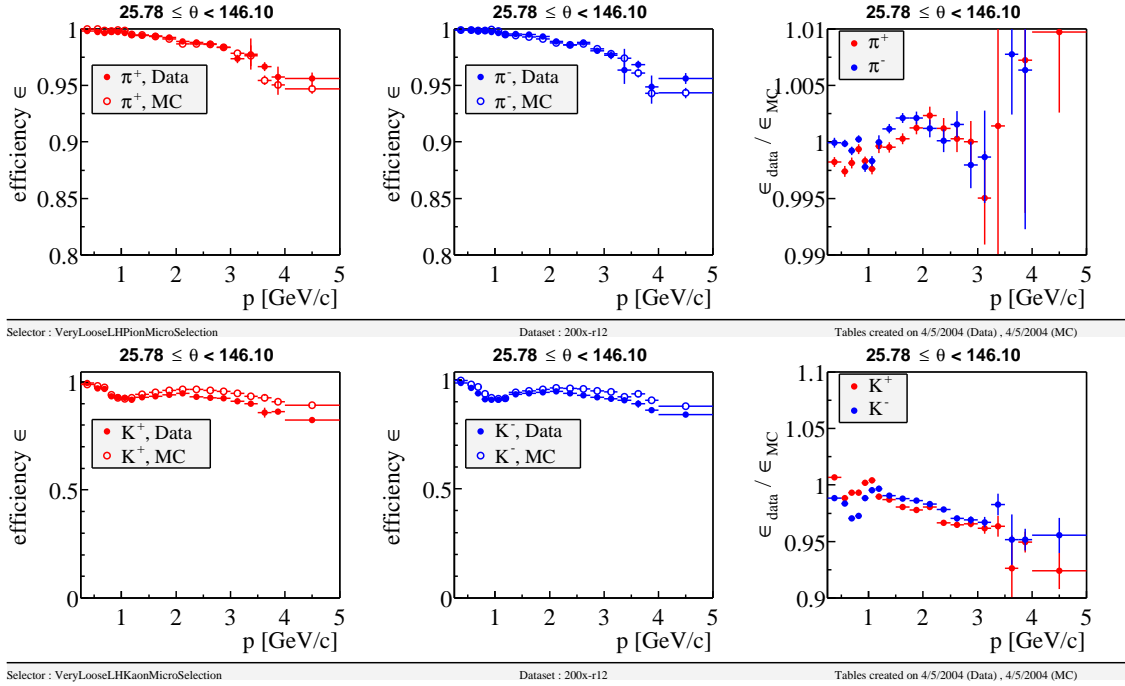 25.78 ≤ θ < 146.10
25.78 ≤ θ < 146.10
25.78 ≤ θ < 146.10
efficiency ϵ
1
0.95
0.9
0.85
0.8
π⁺, Data
π⁺, MC
1 2 3 4 5
p [GeV/c]
efficiency ϵ
1
0.95
0.9
0.85
0.8
π⁻, Data
π⁻, MC
1 2 3 4 5
p [GeV/c]
ϵ data / ϵ MC
1.01
1.005
1
0.995
0.99
π⁺
π⁻
1 2 3 4 5
p [GeV/c]
Selector : VeryLooseLHPionMicroSelection Dataset : 200x-r12 Tables created on 4/5/2004 (Data) , 4/5/2004 (MC)
25.78 ≤ θ < 146.10
25.78 ≤ θ < 146.10
25.78 ≤ θ < 146.10
efficiency ϵ
1
0.5
0
K⁺, Data
K⁺, MC
1 2 3 4 5
p [GeV/c]
efficiency ϵ
1
0.5
0
K⁻, Data
K⁻, MC
1 2 3 4 5
p [GeV/c]
ϵ data / ϵ MC
1.1
1.05
1
0.95
0.9
K⁺
K⁻
1 2 3 4 5
p [GeV/c]
Selector : VeryLooseLHKaonMicroSelection Dataset : 200x-r12 Tables created on 4/5/2004 (Data) , 4/5/2004 (MC)